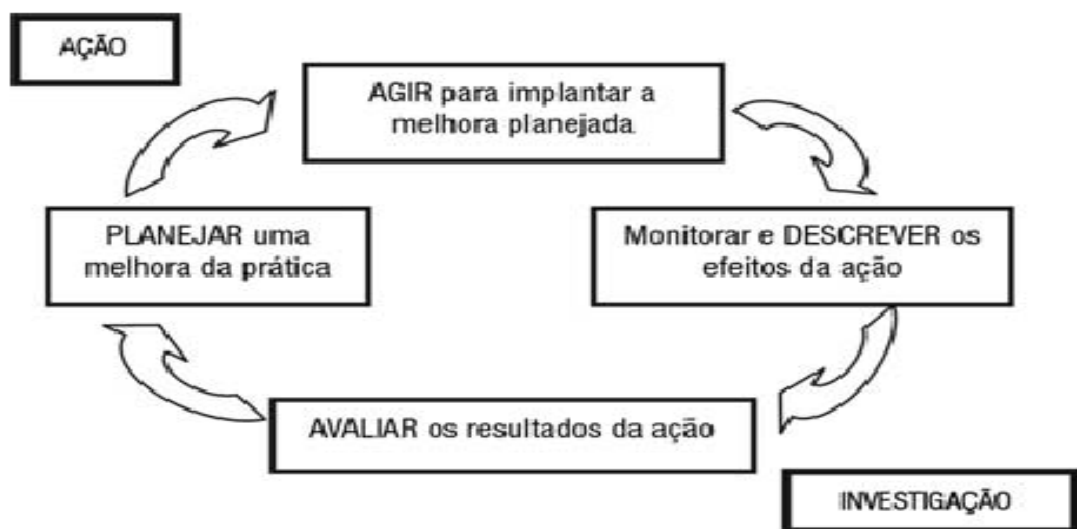 AÇÃO
AGIR para implantar a
melhora planejada
PLANEJAR uma
melhora da prática
Monitorar e DESCREVER os
efeitos da ação
AVALIAR os resultados da ação
INVESTIGAÇÃO